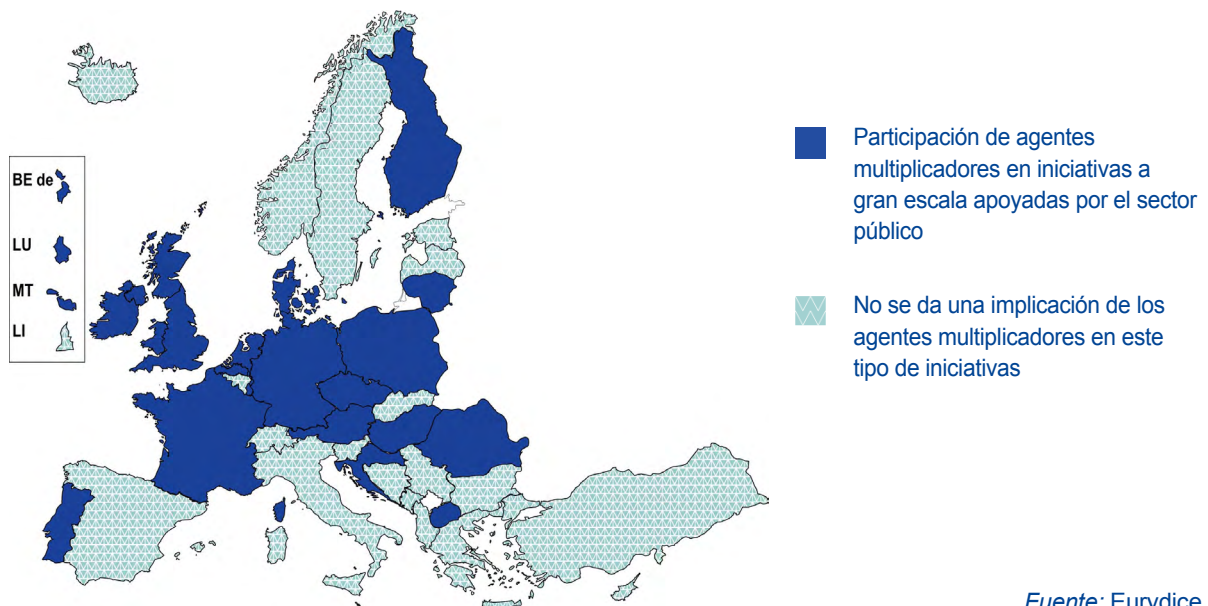 BE de
LU
MT
LI
Participación de agentes
multiplicadores en iniciativas a
gran escala apoyadas por el sector
público
No se da una implicación de los
agentes multiplicadores en este
tipo de iniciativas
Fuente: Eurydice